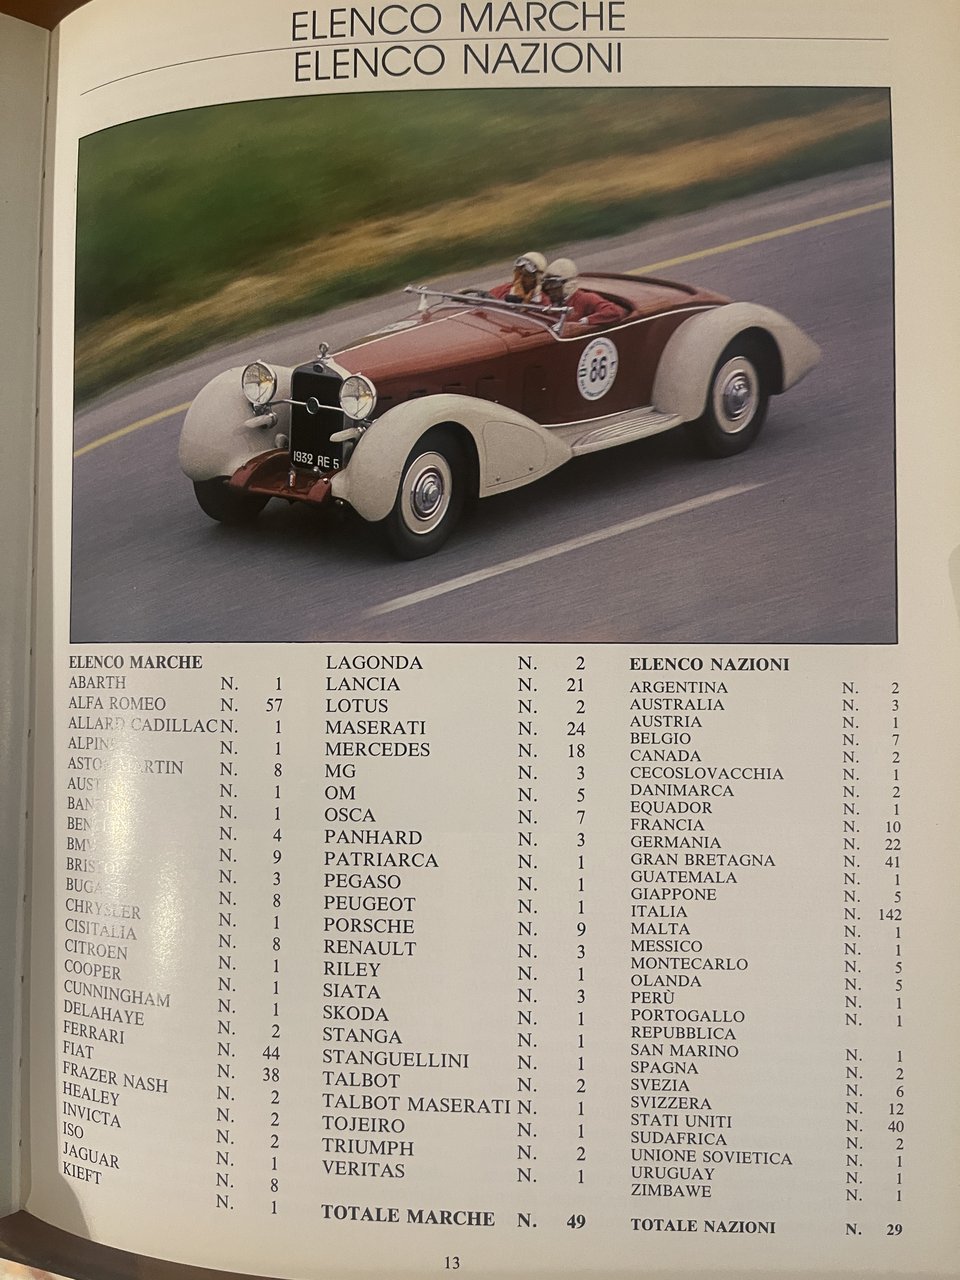 ELENCO MARCHE
ELENCO NAZIONI
86
1932 RE 5
ELENCO MARCHE
ABARTH N. 1
ALFA ROMEO N. 57
ALLARD CADILLAC N. 1
N. 1
ASTON MARTIN N. 8
N. 1
N. 1
N. 4
BMW N. 9
BRISTOL N. 3
N. 8
CHRYSLER N. 1
CISITALIA N. 8
CITROEN N. 1
COOPER N. 1
CUNNINGHAM N. 1
DELAHAYE N. 2
FERRARI N. 44
FIAT N. 38
FRAZER NASH N. 2
HEALEY N. 2
INVICTA N. 2
ISO N. 1
JAGUAR N. 8
KIEFT N. 1
LAGONDA N. 2
LANCIA N. 21
LOTUS N. 2
MASERATI N. 24
MERCEDES N. 18
MG N. 3
OM N. 5
OSCA N. 7
PANHARD N. 3
PATRIARCA N. 1
PEGASO N. 1
PEUGEOT N. 1
PORSCHE N. 9
RENAULT N. 3
RILEY N. 1
SIATA N. 3
SKODA N. 1
STANGA N. 1
STANGUELLINI N. 1
TALBOT N. 2
TALBOT MASERATI N. 1
TOJEIRO N. 1
TRIUMPH N. 2
VERITAS N. 1
TOTALE MARCHE N. 49
ELENCO NAZIONI
ARGENTINA N. 2
AUSTRALIA N. 3
AUSTRIA N. 1
BELGIO N. 7
CANADA N. 2
CECOSLOVACCHIA N. 1
DANIMARCA N. 2
EQUADOR N. 1
FRANCIA N. 10
GERMANIA N. 22
GRAN BRETAGNA N. 41
GUATEMALA N. 1
GIAPPONE N. 5
ITALIA N. 142
MALTA N. 1
MESSICO N. 1
MONTECARLO N. 5
OLANDA N. 5
PERÙ N. 1
PORTOGALLO N. 1
REPUBBLICA
SAN MARINO N. 1
SPAGNA N. 2
SVEZIA N. 6
SVIZZERA N. 12
STATI UNITI N. 40
SUDAFRICA N. 2
UNIONE SOVIETICA N. 1
URUGUAY N. 1
ZIMBAWE N. 1
TOTALE NAZIONI N. 29
13